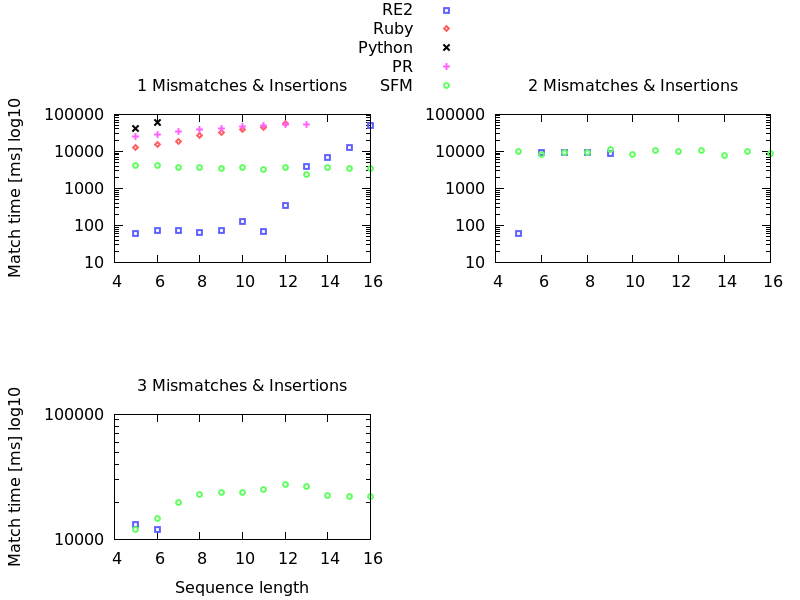 RE2
Ruby
Python
PR
SFM
1 Mismatches & Insertions
2 Mismatches & Insertions
Match time [ms] log10
100000
10000
1000
100
10
4 6 8 10 12 14 16
100000
10000
1000
100
10
4 6 8 10 12 14 16
3 Mismatches & Insertions
Match time [ms] log10
100000
10000
4 6 8 10 12 14 16
Sequence length